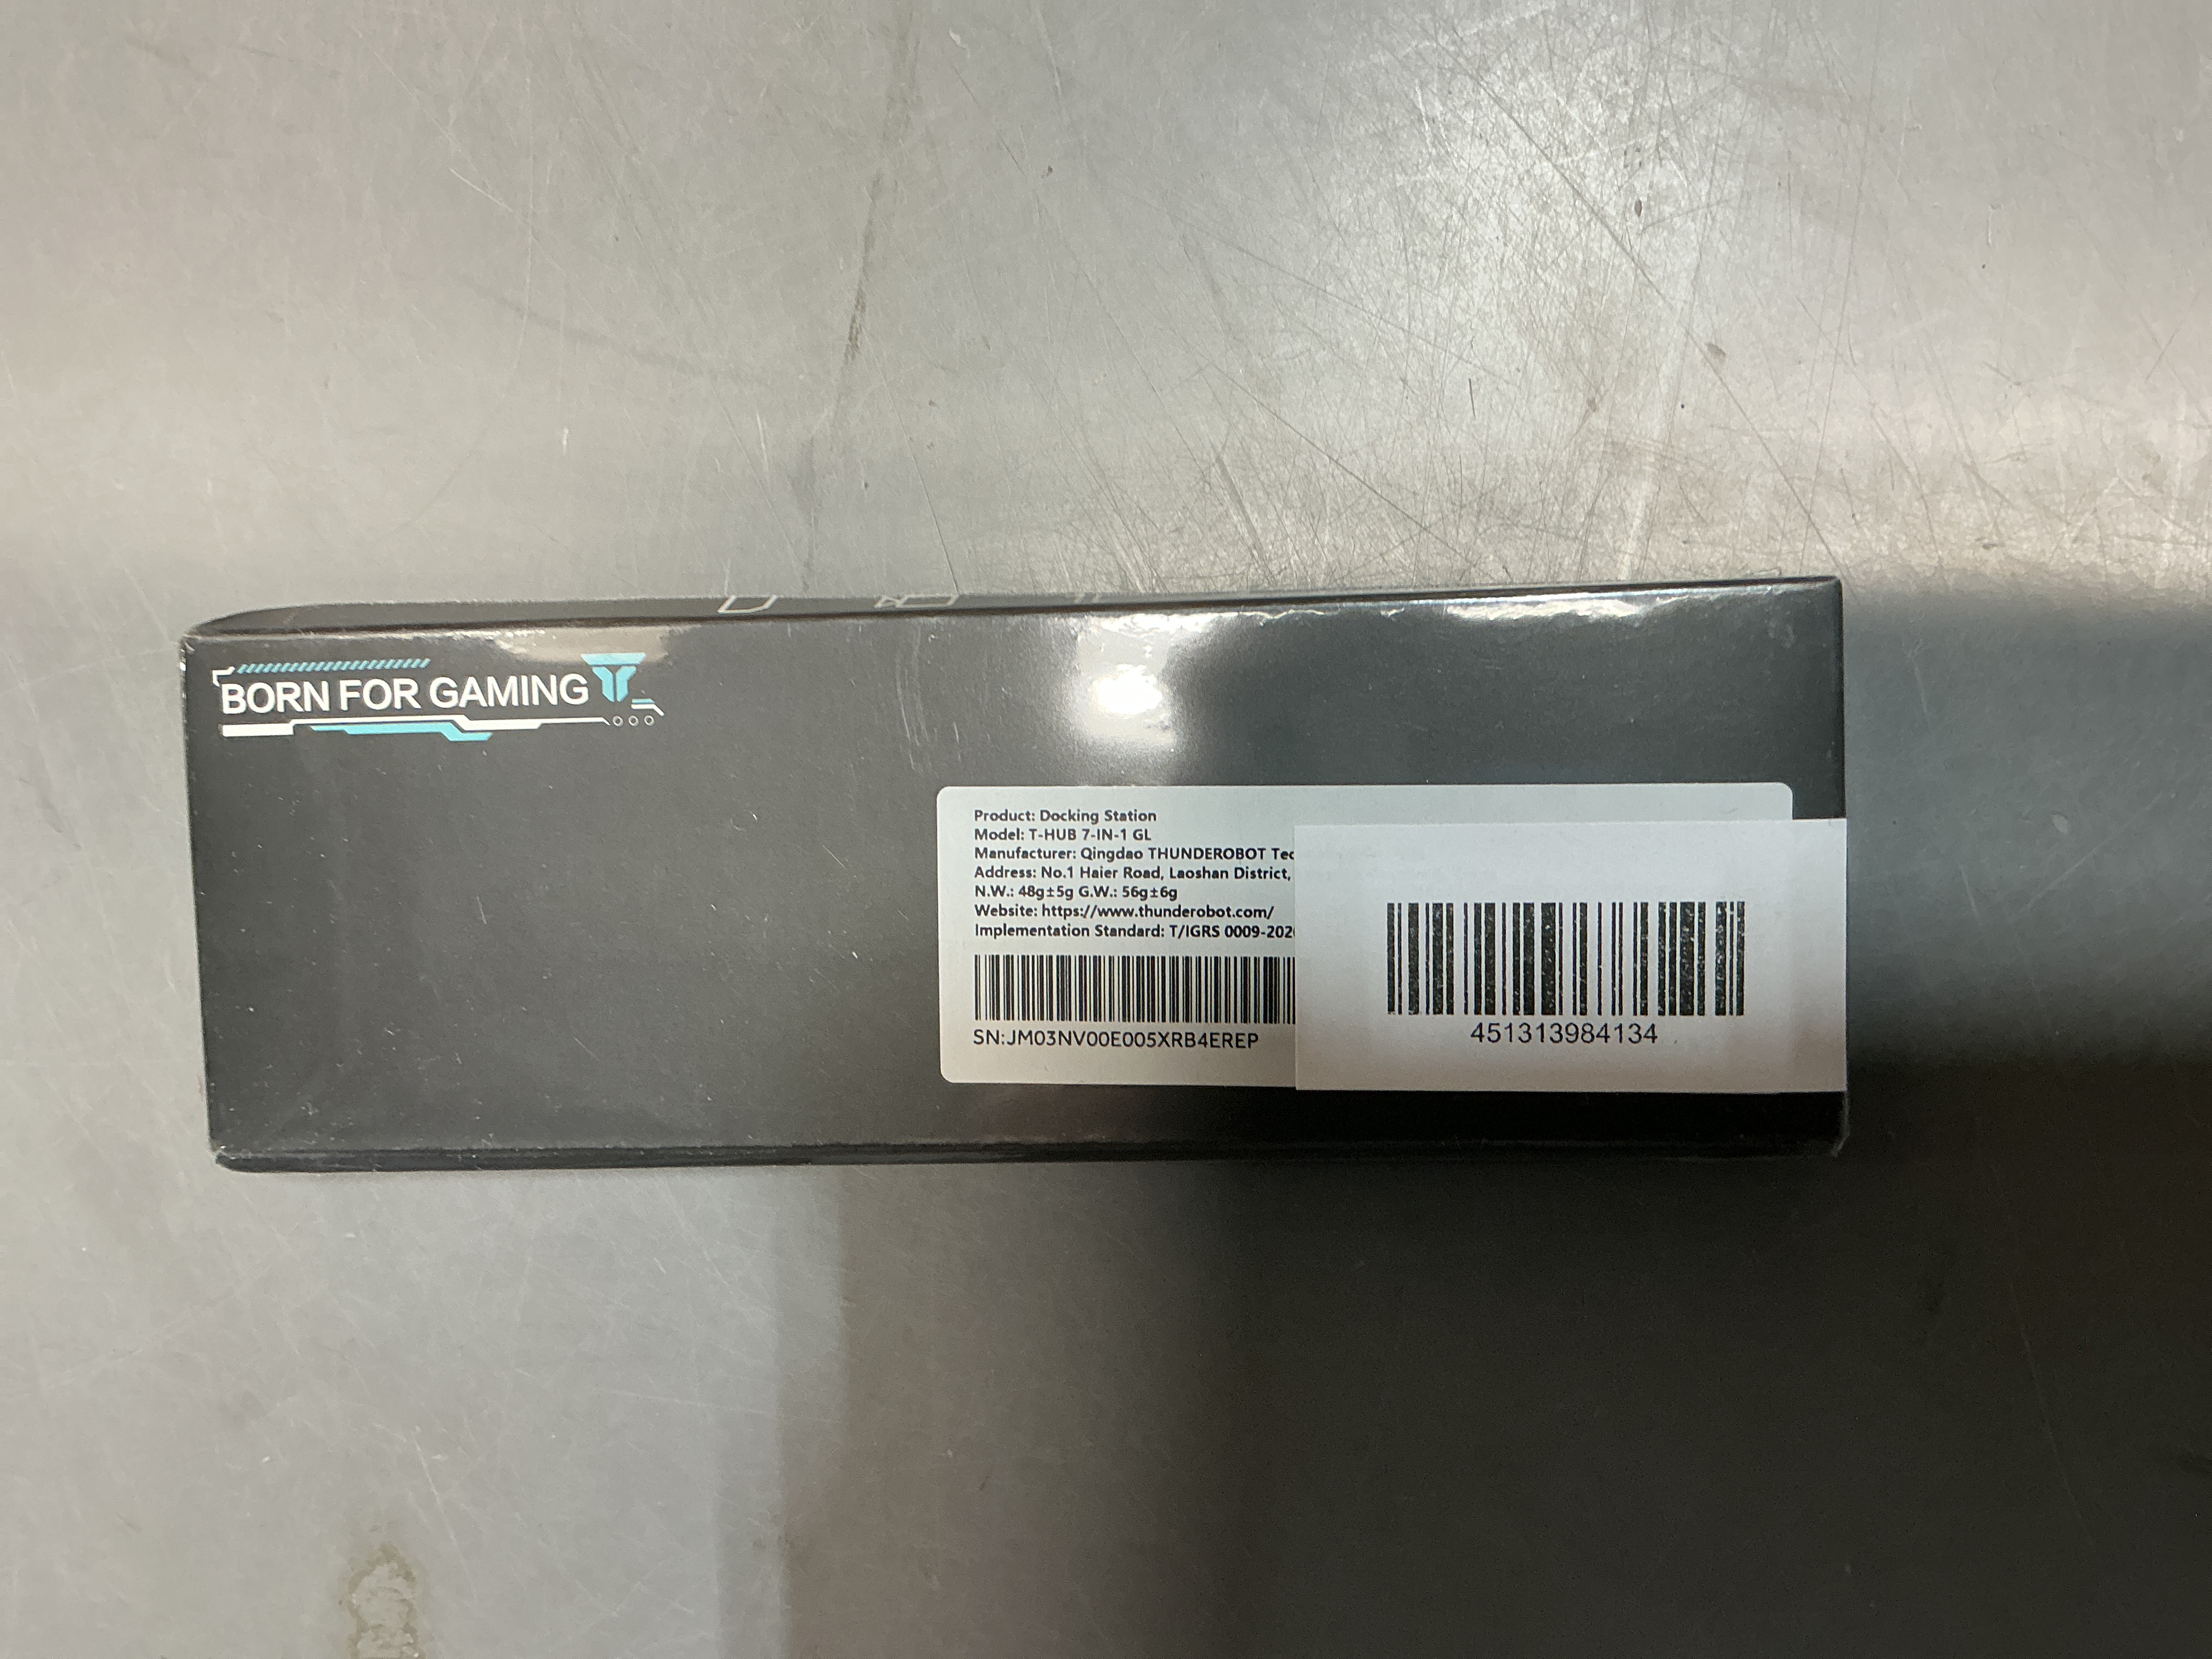 BORN FOR GAMING
Product: Docking Station
Model: T-HUB 7-IN-1 GL
Manufacturer: Qingdao THUNDEROBOT Tec
Address: No.1 Haier Road, Laoshan District,
N.W.: 48g±5g G.W.: 56g±6g
Website: https://www.thunderobot.com/
Implementation Standard: T/IGRS 0009-202
SN:JM03NV00E005XRB4EREP
451313984134